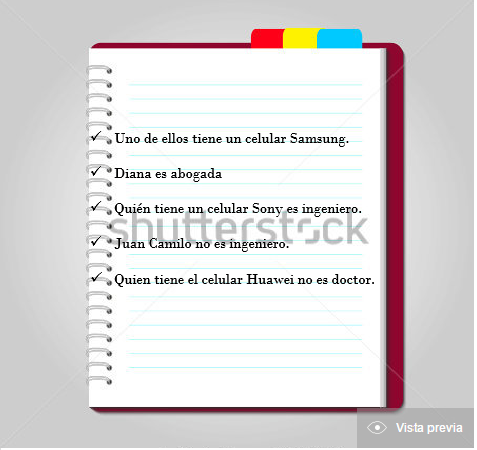 ✓ Uno de ellos tiene un celular Samsung.
✓ Diana es abogada
✓ Quién tiene un celular Sony es ingeniero.
shutterstock
✓ Juan Camilo no es ingeniero.
✓ Quien tiene el celular Huawei no es doctor.
Vista previa